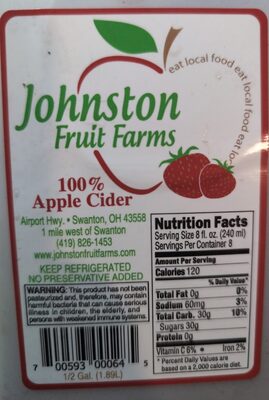 eat local food eat local food eat lo
Johnston
Fruit Farms
100%
Apple Cider
Airport Hwy. • Swanton, OH 43558
1 mile west of Swanton
(419) 826-1453
www.johnstonfruitfarms.com
KEEP REFRIGERATED
NO PRESERVATIVE ADDED
WARNING: This product has not been
pasteurized and, therefore, may contain
harmful bacteria that can cause serious
illness in children, the elderly, and
persons with weakened immune systems.
7 00593 00064 5
1/2 Gal. (1.89L)
Nutrition Facts
Serving Size 8 fl. oz. (240 ml)
Servings Per Container 8
Amount Per Serving
Calories 120
% Daily Value*
Total Fat 0g 0%
Sodium 60mg 3%
Total Carb. 30g 10%
Sugars 30g
Protein 0g
Vitamin C 6% • Iron 2%
* Percent Daily Values are
based on a 2,000 calorie diet.